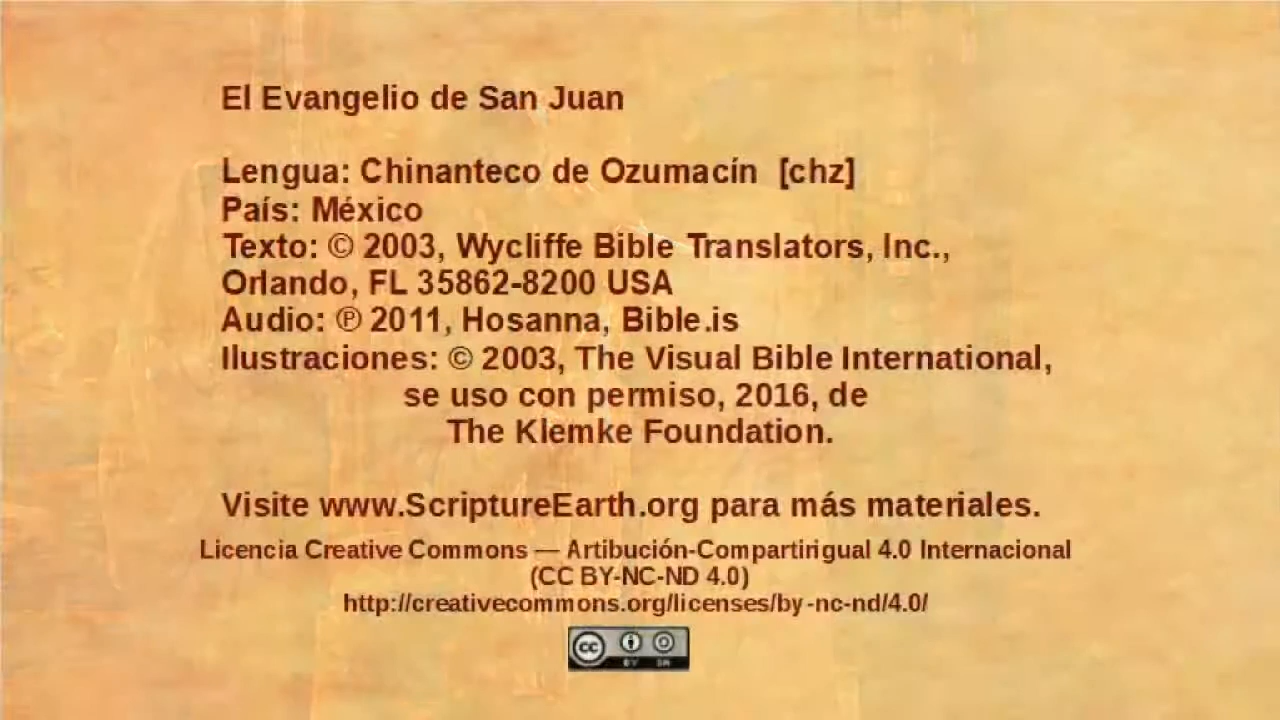 El Evangelio de San Juan
Lengua: Chinanteco de Ozumacín [chz]
País: México
Texto: © 2003, Wycliffe Bible Translators, Inc.,
Orlando, FL 35862-8200 USA
Audio: ℗ 2011, Hosanna, Bible.is
Ilustraciones: © 2003, The Visual Bible International,
se uso con permiso, 2016, de
The Klemke Foundation.
Visite www.ScriptureEarth.org para más materiales.
Licencia Creative Commons — Artibución-Compartirigual 4.0 Internacional
(CC BY-NC-ND 4.0)
http://creativecommons.org/licenses/by-nc-nd/4.0/
cc BY SA